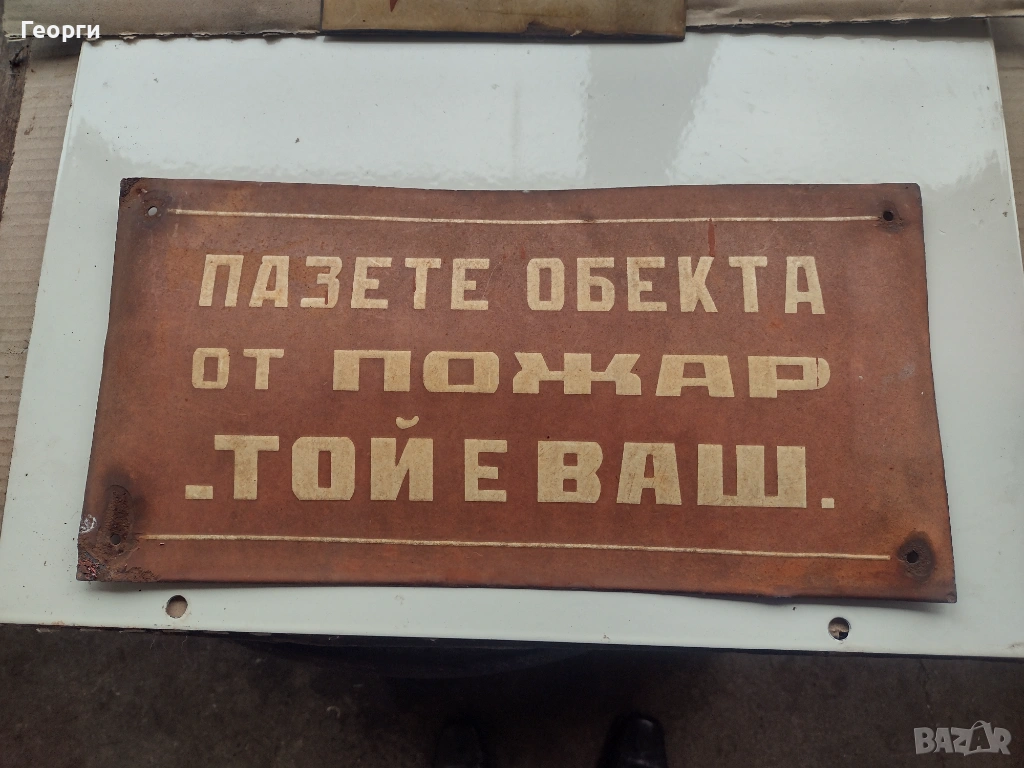 Георги
ПАЗЕТЕ ОБЕКТА
ОТ ПОЖАР
-ТОЙ Е ВАШ.
BAZAR